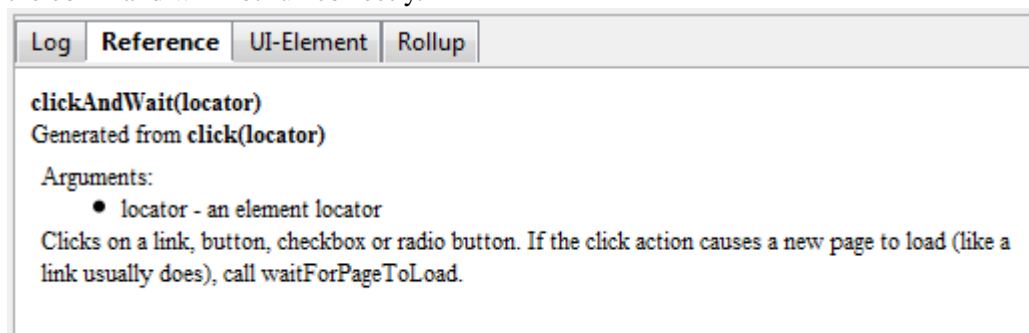 Log Reference UI-Element Rollup
clickAndWait(locator)
Generated from click(locator)
Arguments:
● locator - an element locator
Clicks on a link, button, checkbox or radio button. If the click action causes a new page to load (like a
link usually does), call waitForPageToLoad.